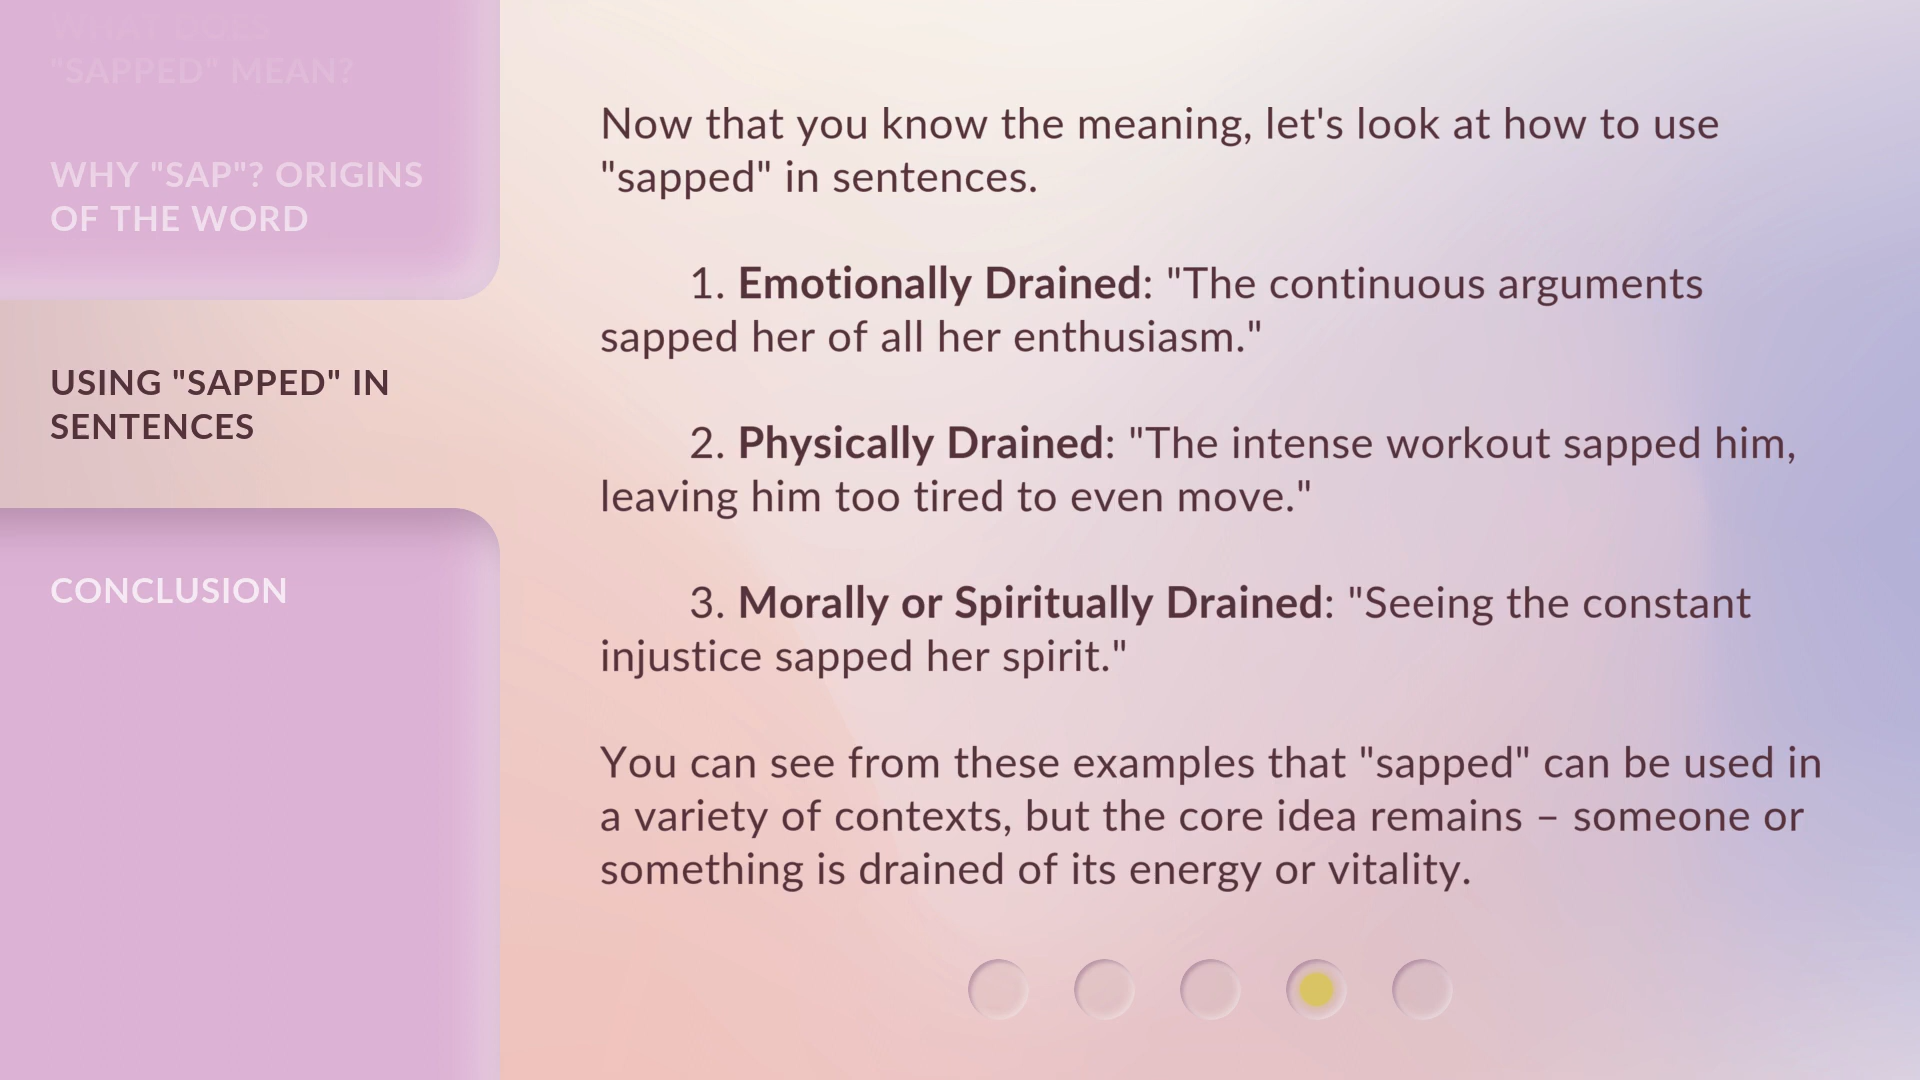 WHAT DOES
"SAPPED" MEAN?
WHY "SAP"? ORIGINS
OF THE WORD
USING "SAPPED" IN
SENTENCES
CONCLUSION
Now that you know the meaning, let's look at how to use
"sapped" in sentences.
1. Emotionally Drained: "The continuous arguments
sapped her of all her enthusiasm."
2. Physically Drained: "The intense workout sapped him,
leaving him too tired to even move."
3. Morally or Spiritually Drained: "Seeing the constant
injustice sapped her spirit."
You can see from these examples that "sapped" can be used in
a variety of contexts, but the core idea remains – someone or
something is drained of its energy or vitality.